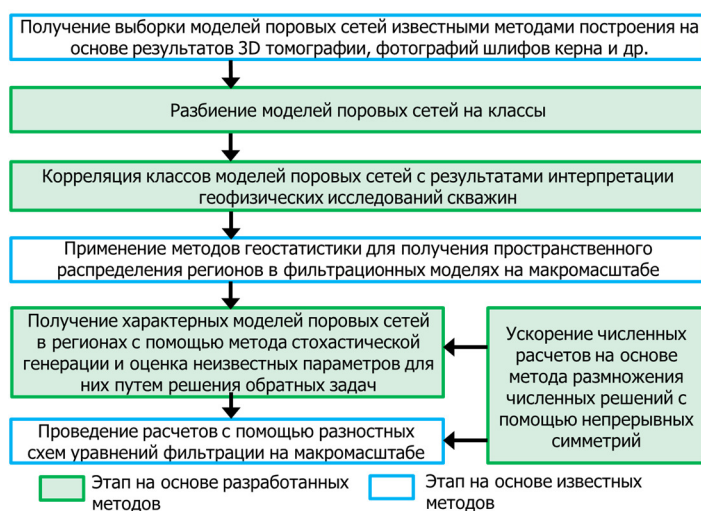 Получение выборки моделей поровых сетей известными методами построения на
основе результатов 3D томографии, фотографий шлифов керна и др.
Разбиение моделей поровых сетей на классы
Корреляция классов моделей поровых сетей с результатами интерпретации
геофизических исследований скважин
Применение методов геостатистики для получения пространственного
распределения регионов в фильтрационных моделях на макромасштабе
Получение характерных моделей поровых сетей
в регионах с помощью метода стохастической
генерации и оценка неизвестных параметров для
них путем решения обратных задач
Ускорение численных
расчетов на основе
метода размножения
численных решений с
помощью непрерывных
симметрий
Проведение расчетов с помощью разностных
схем уравнений фильтрации на макромасштабе
Этап на основе разработанных
методов
Этап на основе известных
методов